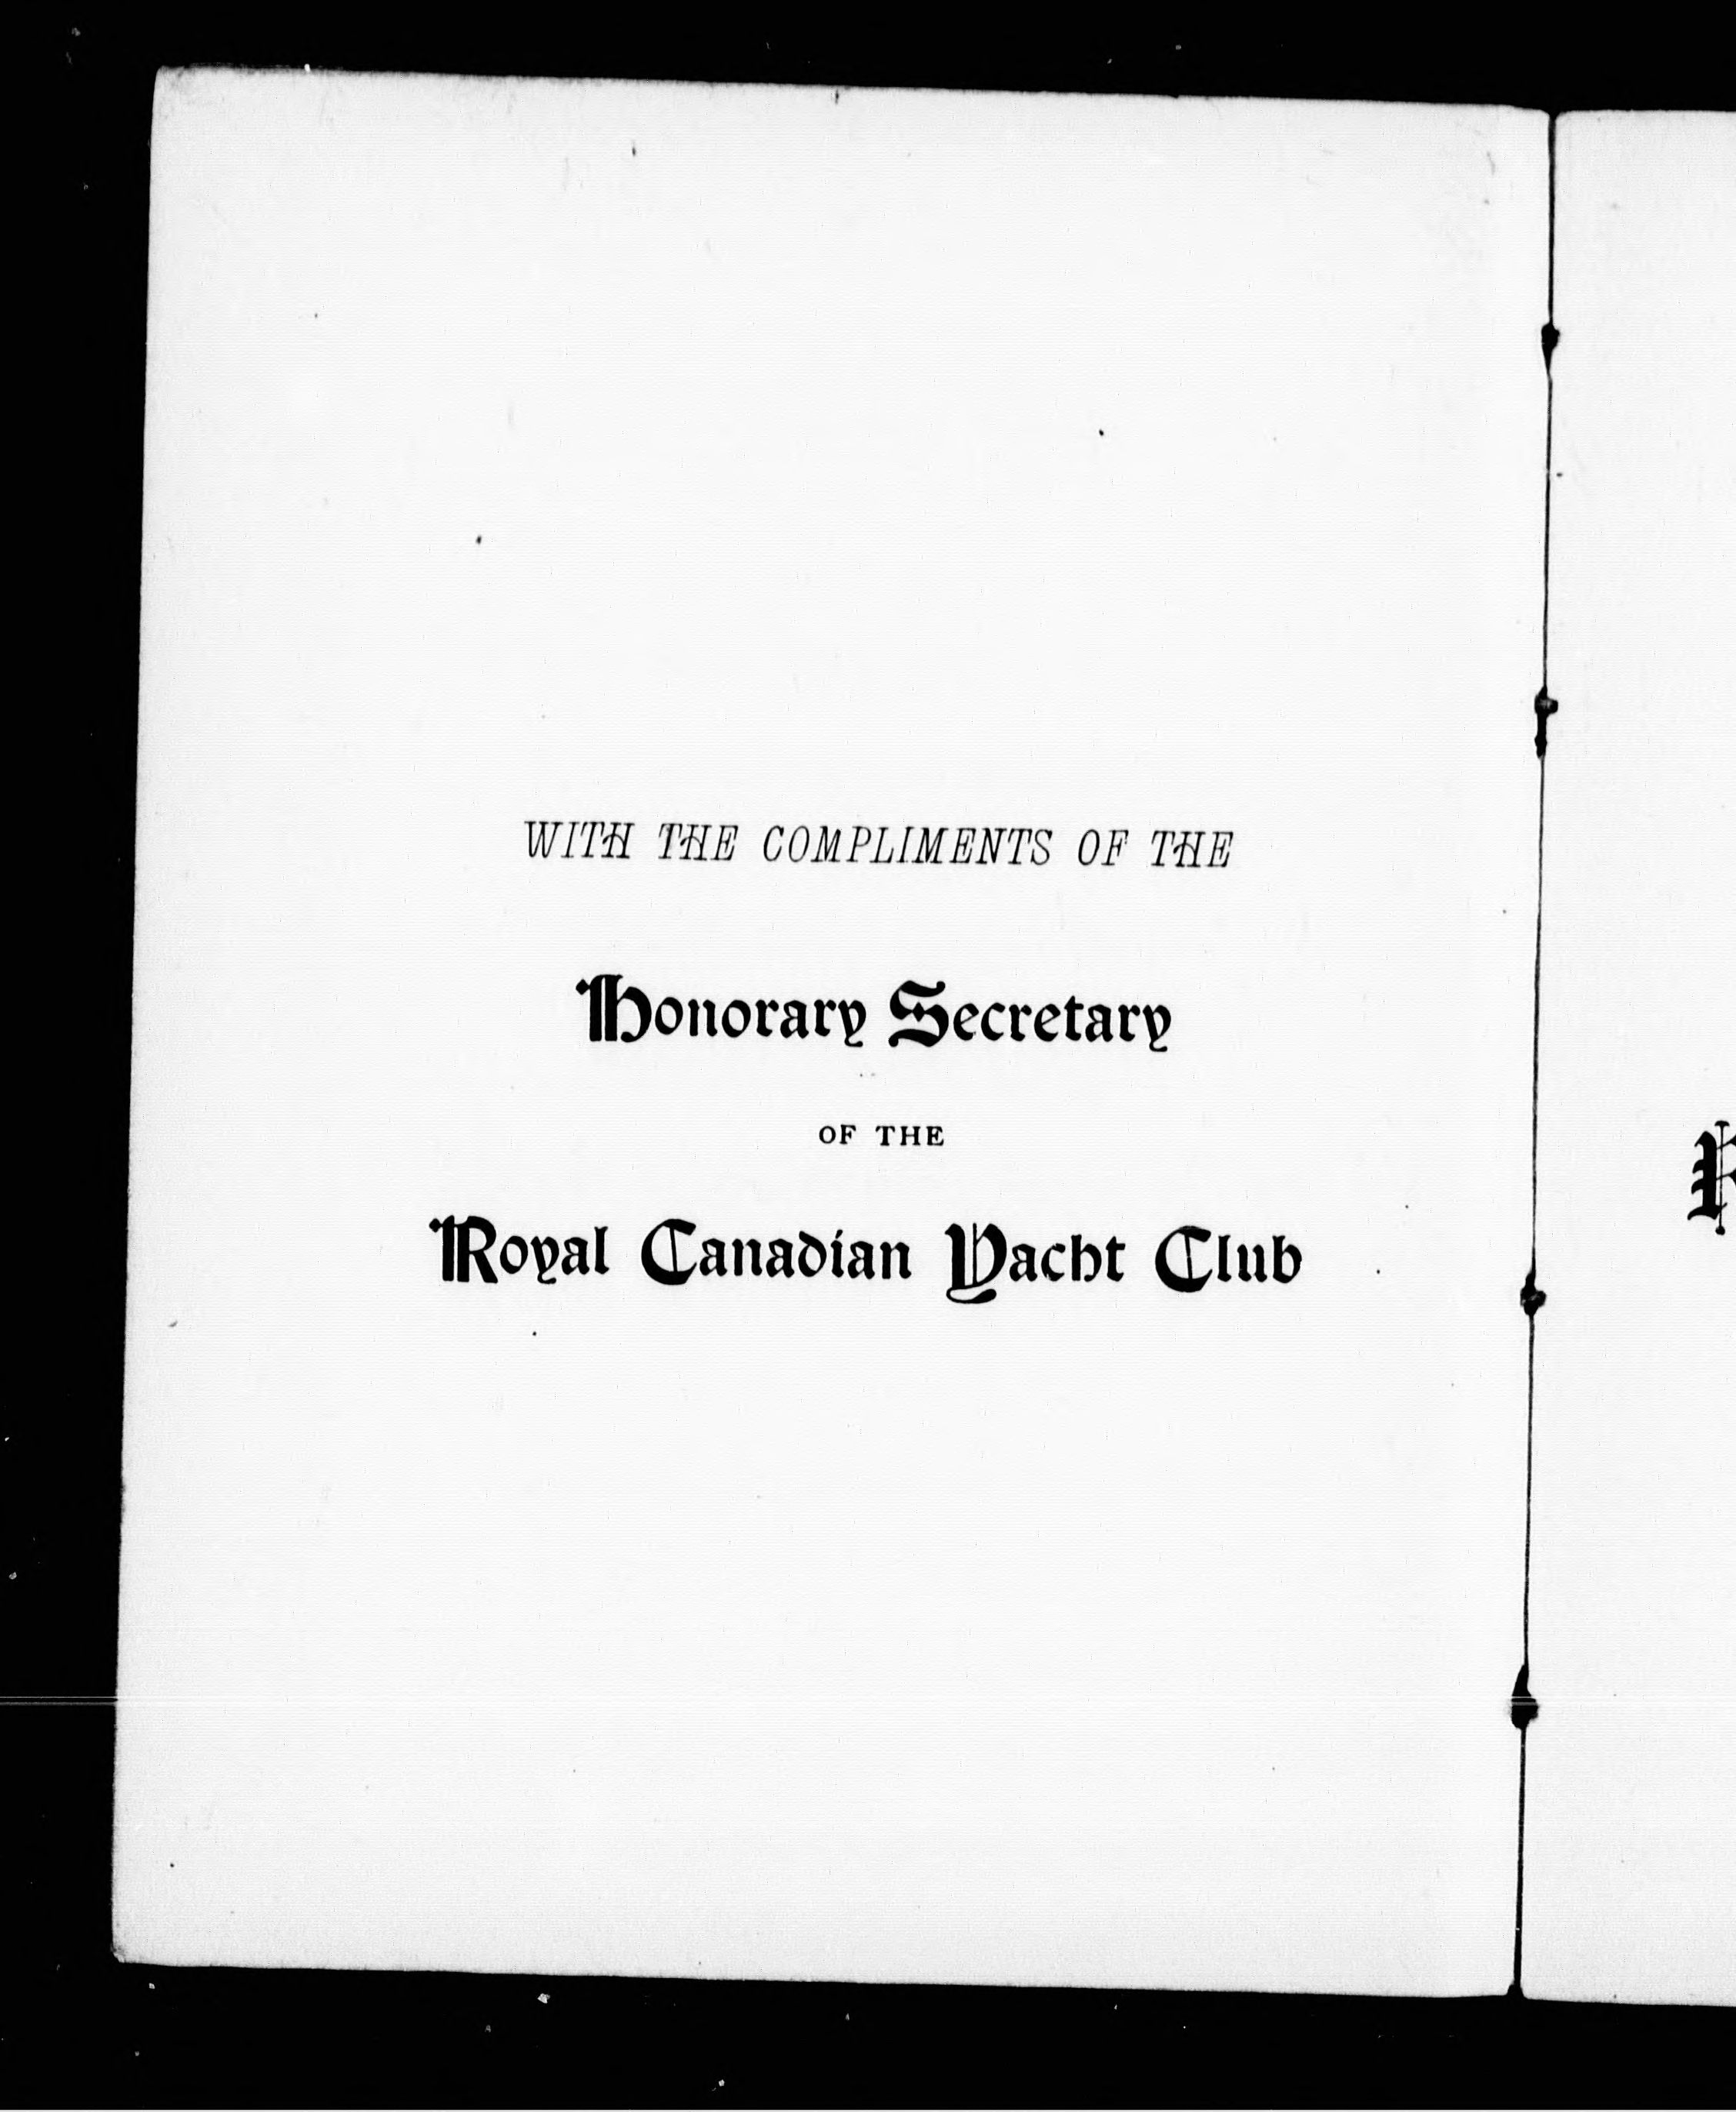 WITH THE COMPLIMENTS OF THE
Honorary Secretary
OF THE
Royal Canadian Yacht Club